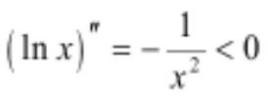 (ln x)″ = −1/x² < 0